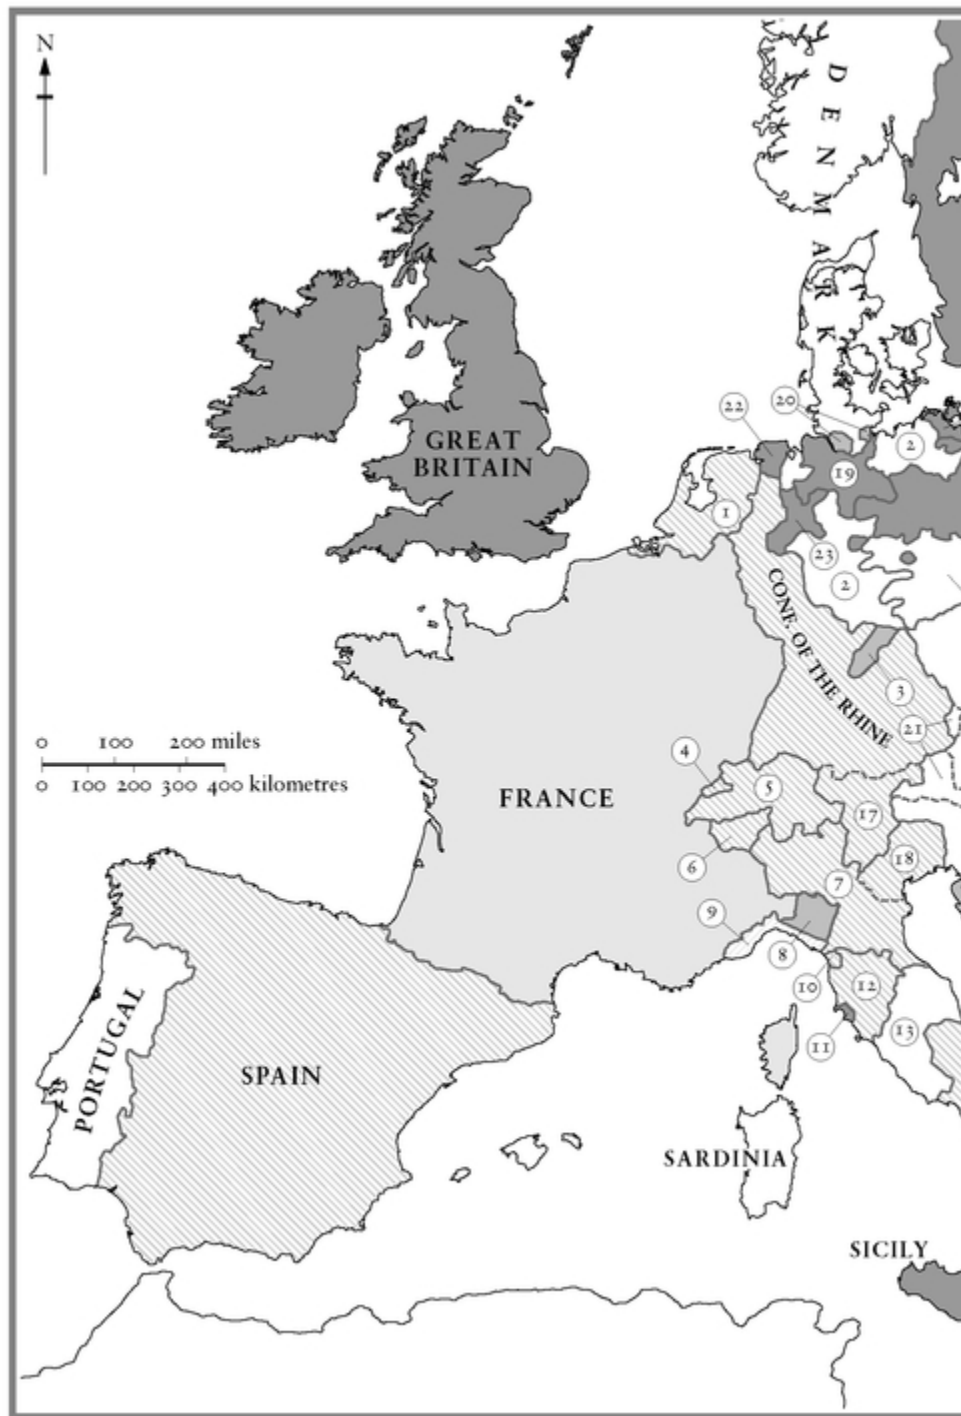 N
DENMARK
GREAT
BRITAIN
22
20
2
19
1
23
2
CONF. OF THE RHINE
3
21
0 100 200 miles
0 100 200 300 400 kilometres
4
5
FRANCE
17
18
6
7
9
8
10
12
11
13
PORTUGAL
SPAIN
SARDINIA
SICILY